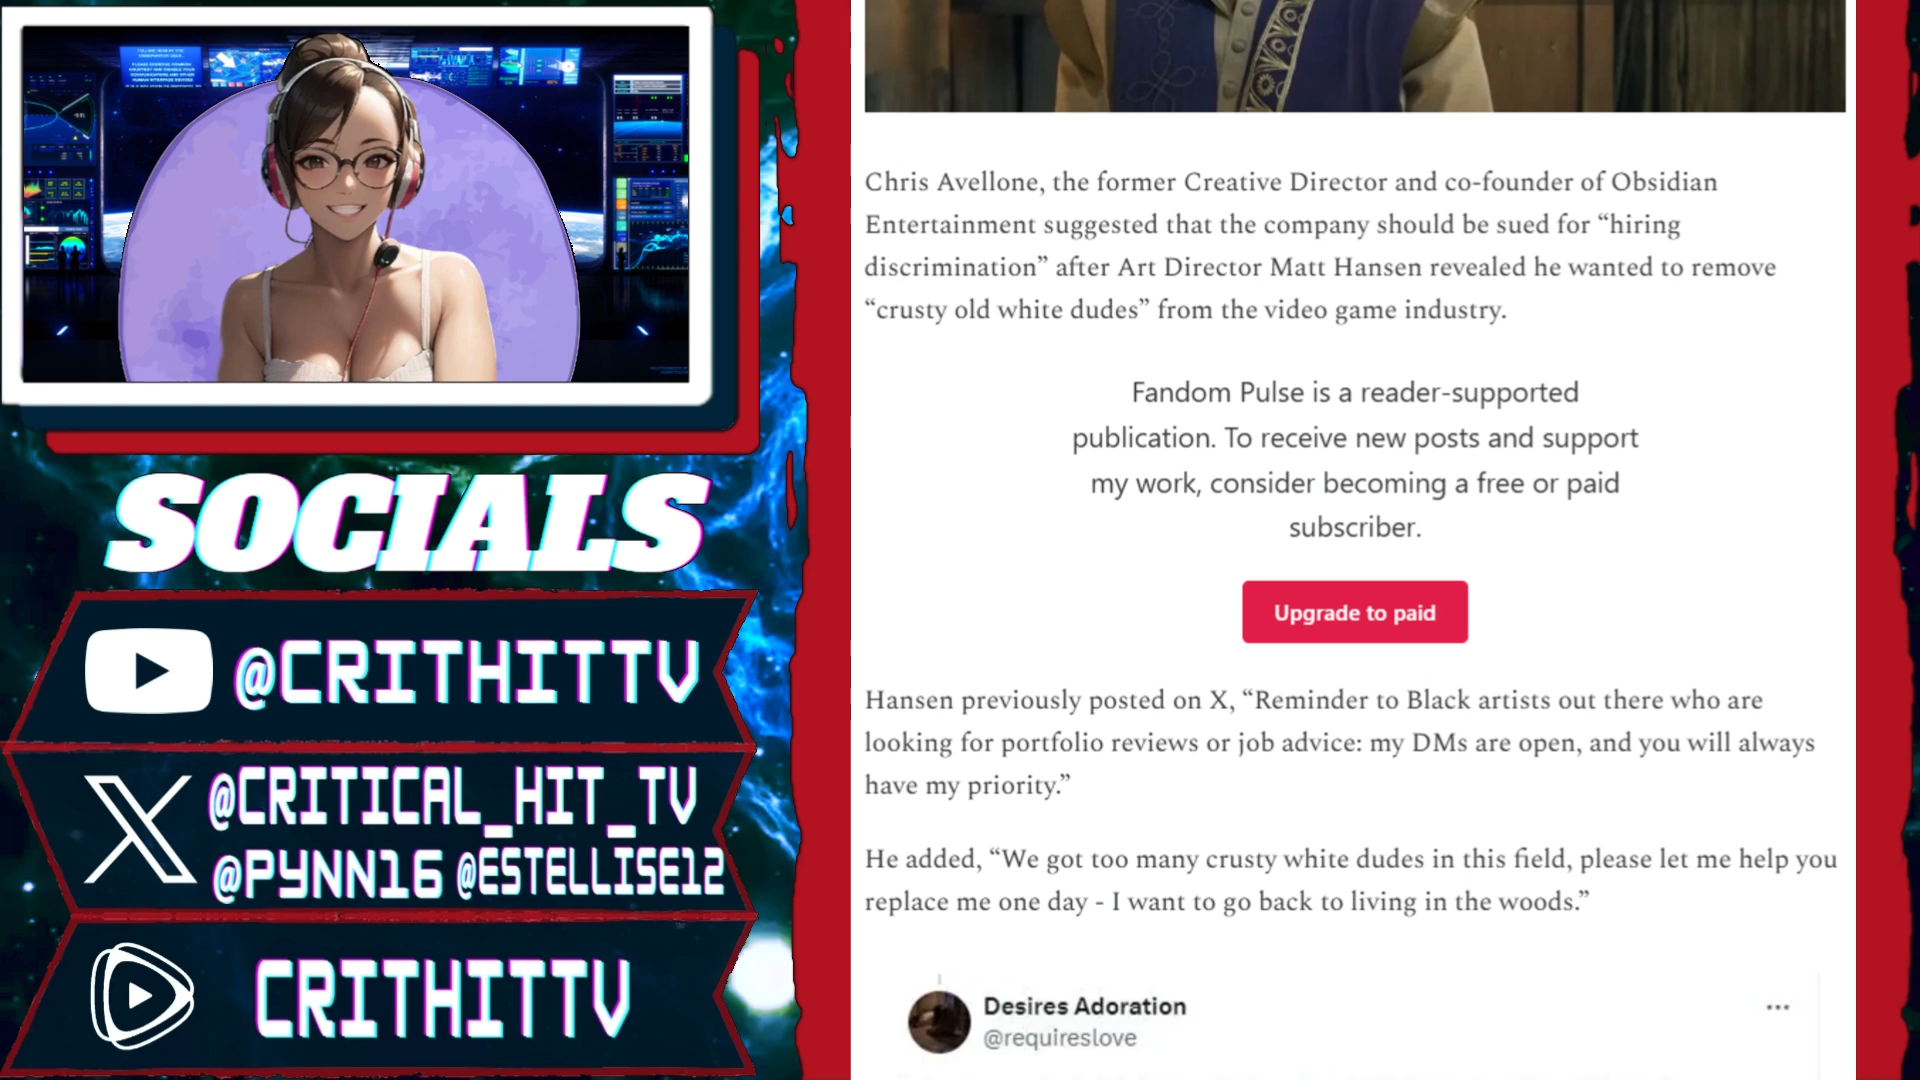 SOCIALS
@CRITHITTV
@CRITICAL_HIT_TV
@PYNN16 @ESTELLISE12
CRITHITTV
Chris Avellone, the former Creative Director and co-founder of Obsidian
Entertainment suggested that the company should be sued for “hiring
discrimination” after Art Director Matt Hansen revealed he wanted to remove
“crusty old white dudes” from the video game industry.
Fandom Pulse is a reader-supported
publication. To receive new posts and support
my work, consider becoming a free or paid
subscriber.
Upgrade to paid
Hansen previously posted on X, “Reminder to Black artists out there who are
looking for portfolio reviews or job advice: my DMs are open, and you will always
have my priority.”
He added, “We got too many crusty white dudes in this field, please let me help you
replace me one day - I want to go back to living in the woods.”
Desires Adoration
@requireslove